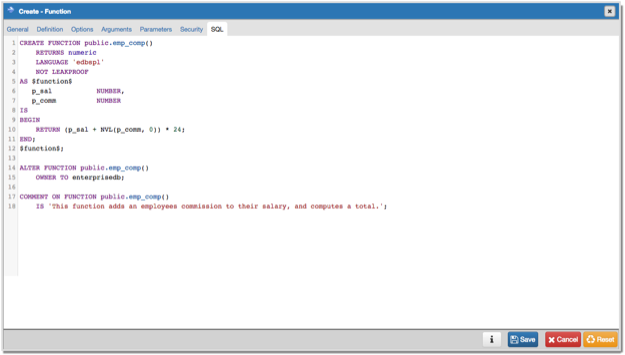 Create - Function
General Definition Options Arguments Parameters Security SQL
1 CREATE FUNCTION public.emp_comp()
2 RETURNS numeric
3 LANGUAGE 'edbspl'
4 NOT LEAKPROOF
5 AS $function$
6 p_sal NUMBER,
7 p_comm NUMBER
8 IS
9 BEGIN
10 RETURN (p_sal + NVL(p_comm, 0)) * 24;
11 END;
12 $function$;
13
14 ALTER FUNCTION public.emp_comp()
15 OWNER TO enterprisedb;
16
17 COMMENT ON FUNCTION public.emp_comp()
18 IS 'This function adds an employees commission to their salary, and computes a total.';
i Save Cancel Reset